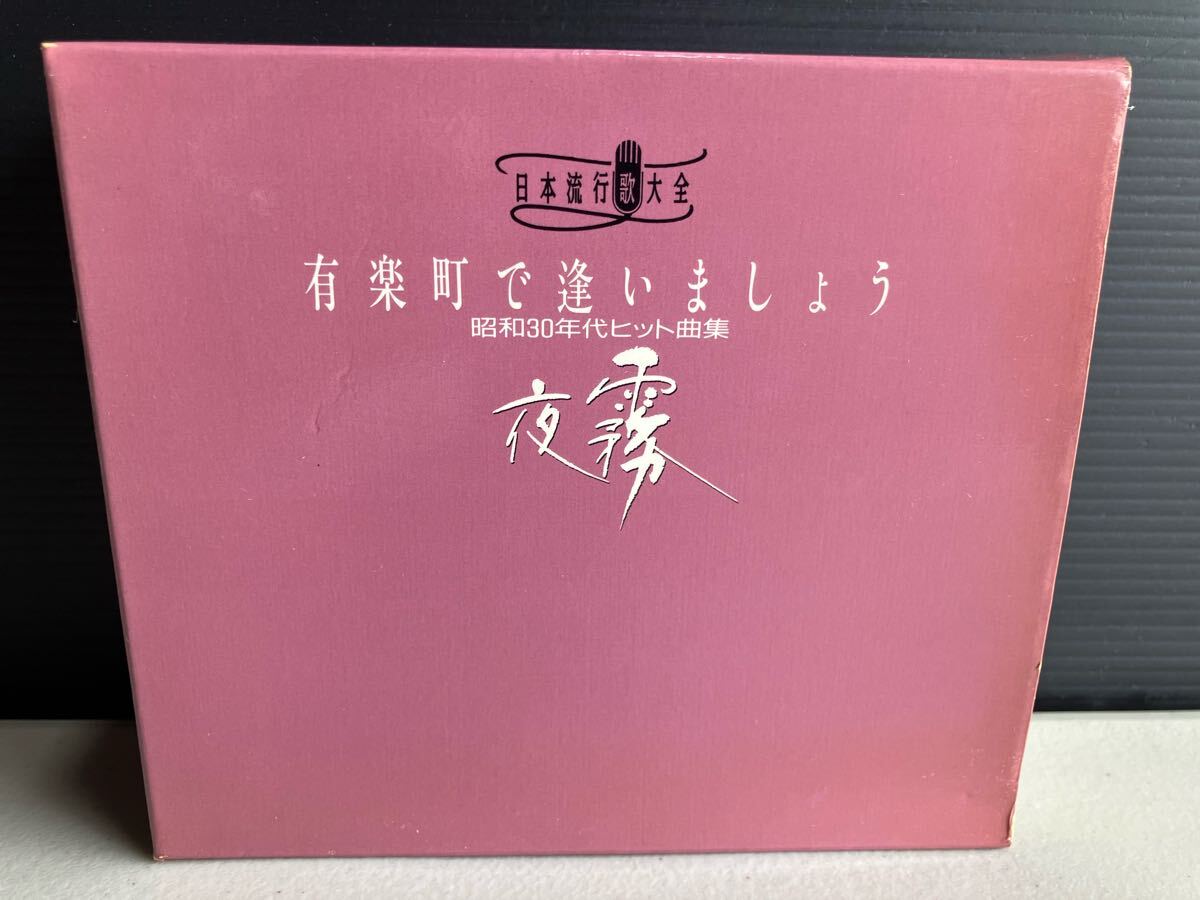 日本流行歌大全
有楽町で逢いましょう
昭和30年代ヒット曲集
夜霧